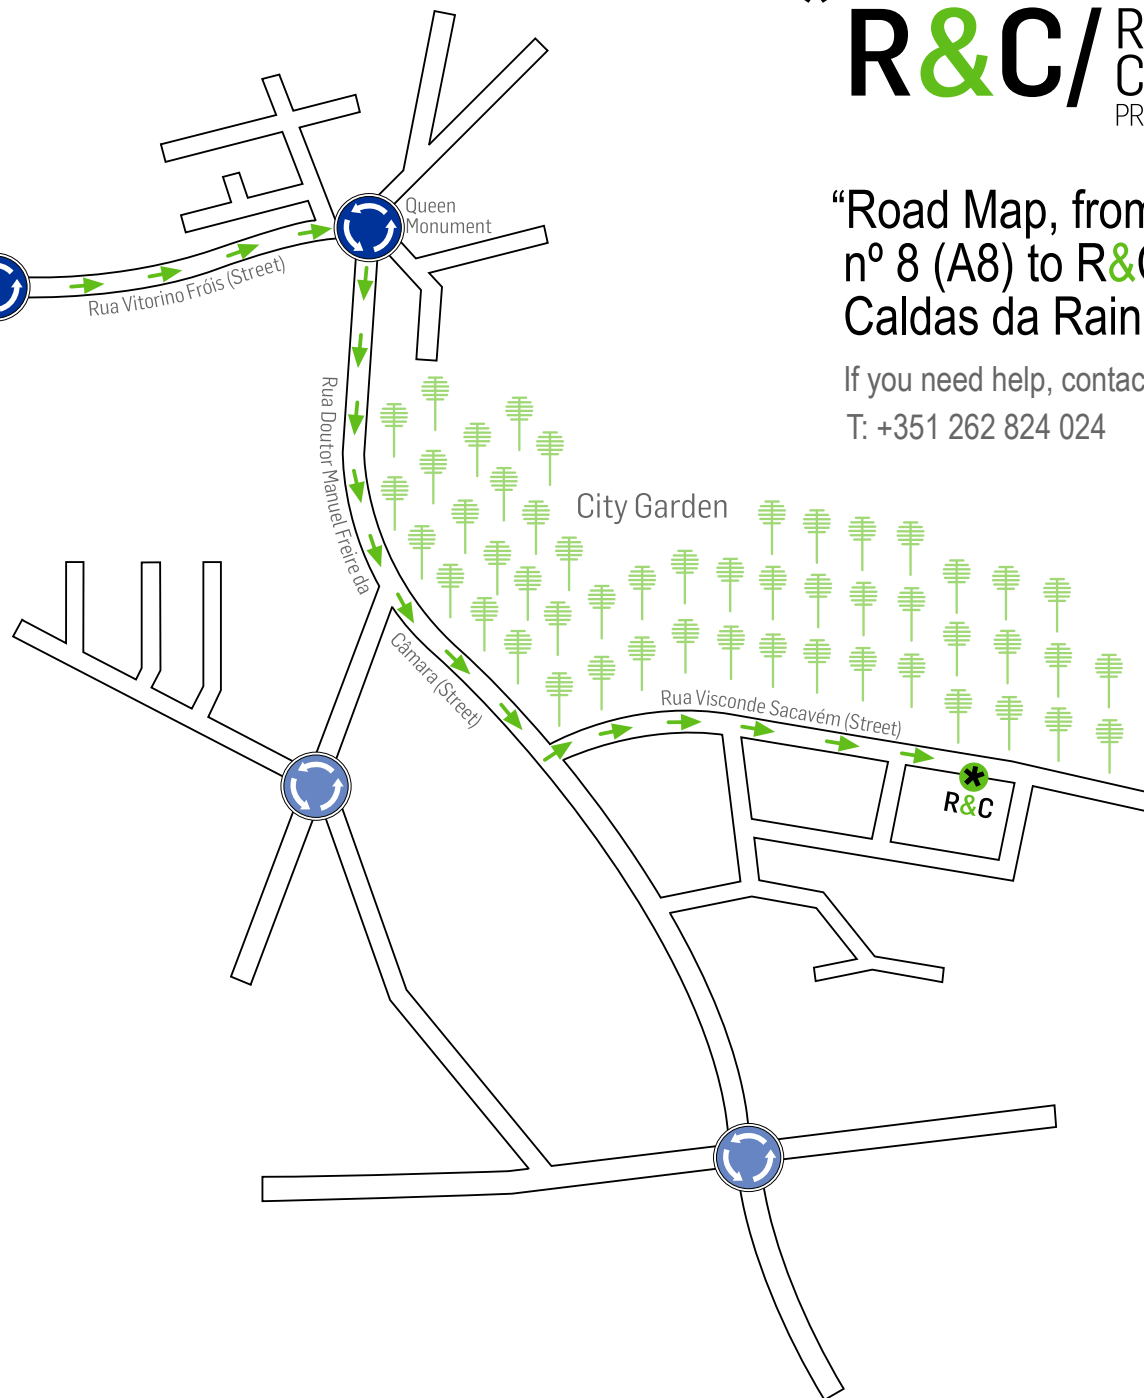 R&C/
R
C
PR
“Road Map, from
nº 8 (A8) to R&C
Caldas da Rain
If you need help, contac
T: +351 262 824 024
Queen
Monument
Rua Vitorino Fróis (Street)
Rua Doutor Manuel Freire da
Câmara (Street)
City Garden
Rua Visconde Sacavém (Street)
R&C